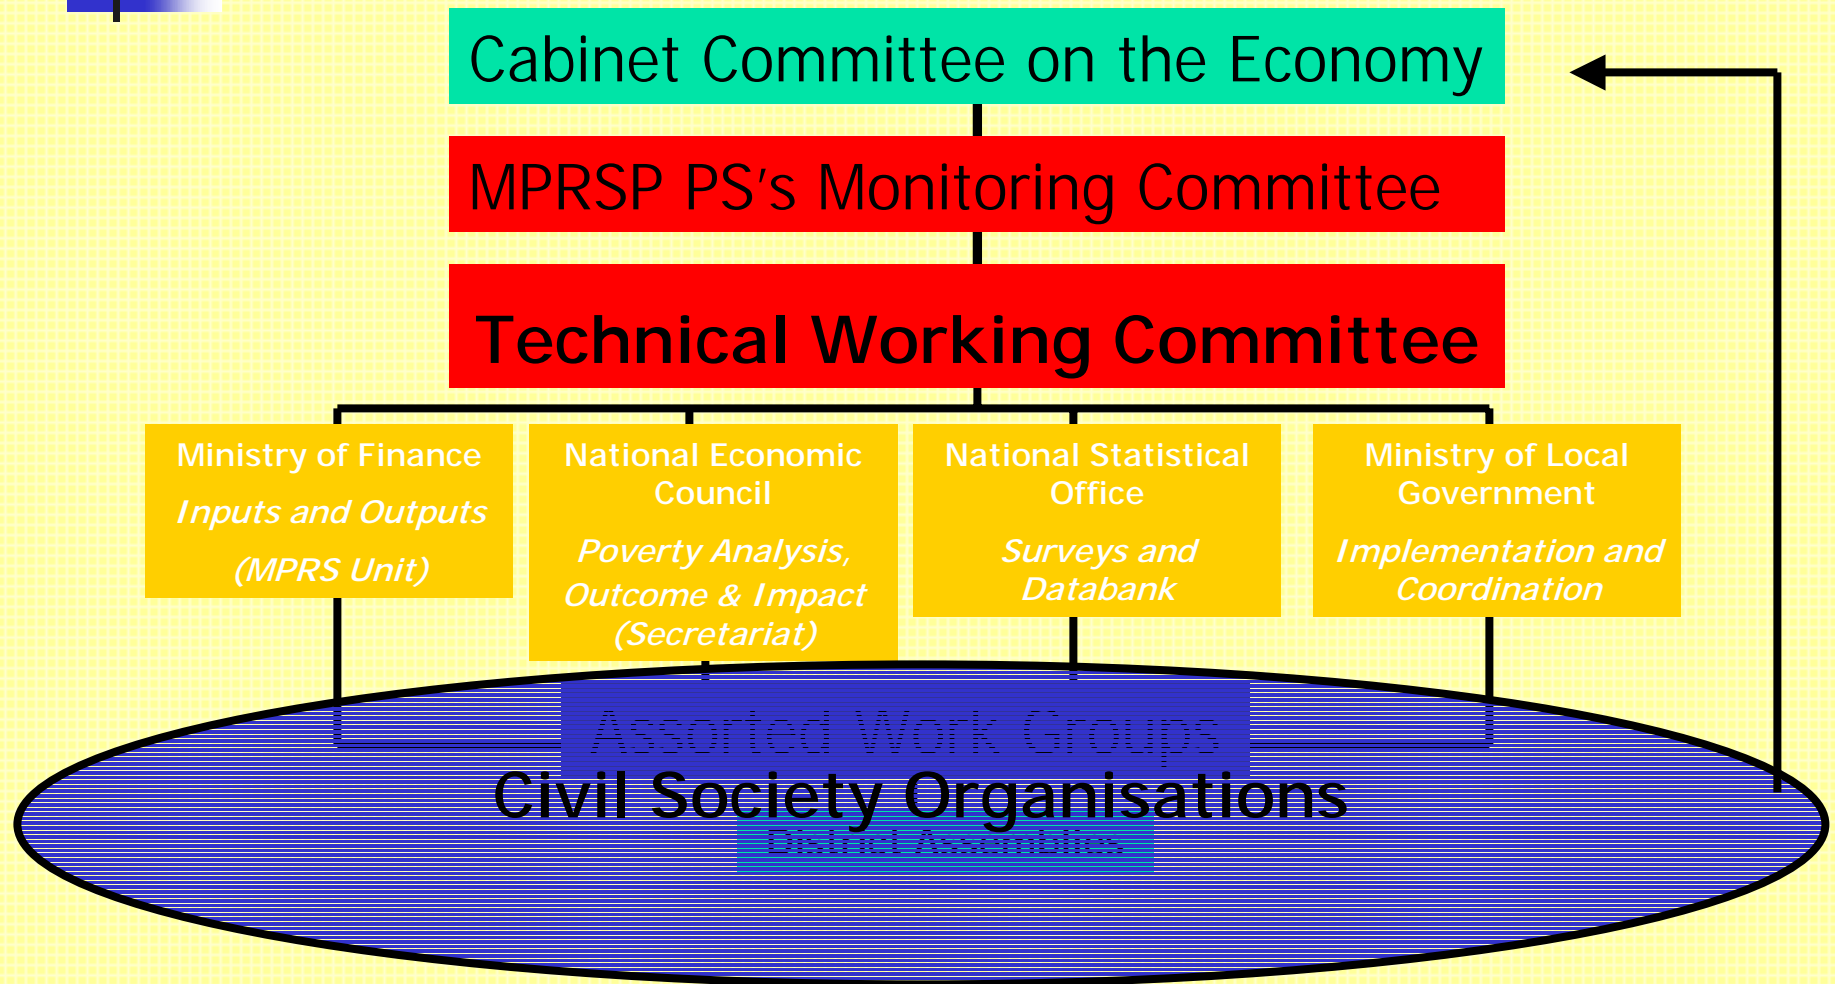 Cabinet Committee on the Economy
MPRSP PS's Monitoring Committee
Technical Working Committee
Ministry of Finance
Inputs and Outputs
(MPRS Unit)
National Economic
Council
Poverty Analysis,
Outcome & Impact
(Secretariat)
National Statistical
Office
Surveys and
Databank
Ministry of Local
Government
Implementation and
Coordination
Assorted Work Groups
Civil Society Organisations
District Assemblies